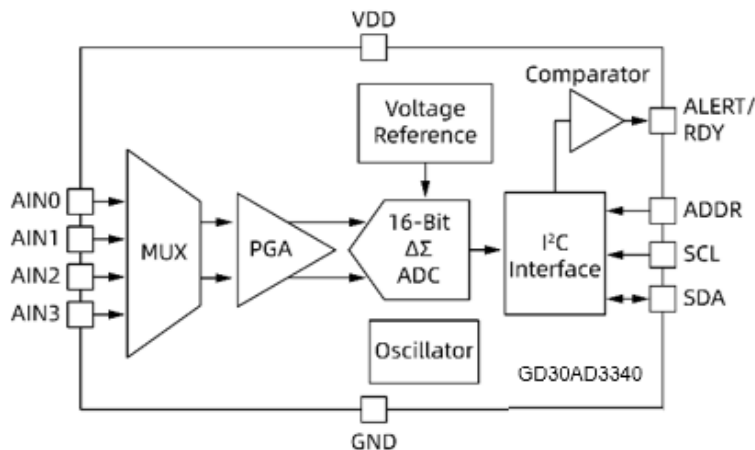 VDD
Comparator
Voltage
Reference
ALERT/
RDY
AIN0
AIN1
AIN2
AIN3
MUX
PGA
16-Bit
ΔΣ
ADC
I²C
Interface
ADDR
SCL
SDA
Oscillator
GD30AD3340
GND